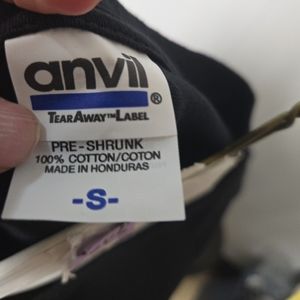 anvil®
TEARAWAY™LABEL
PRE-SHRUNK
100% COTTON/COTON
MADE IN HONDURAS
-S-